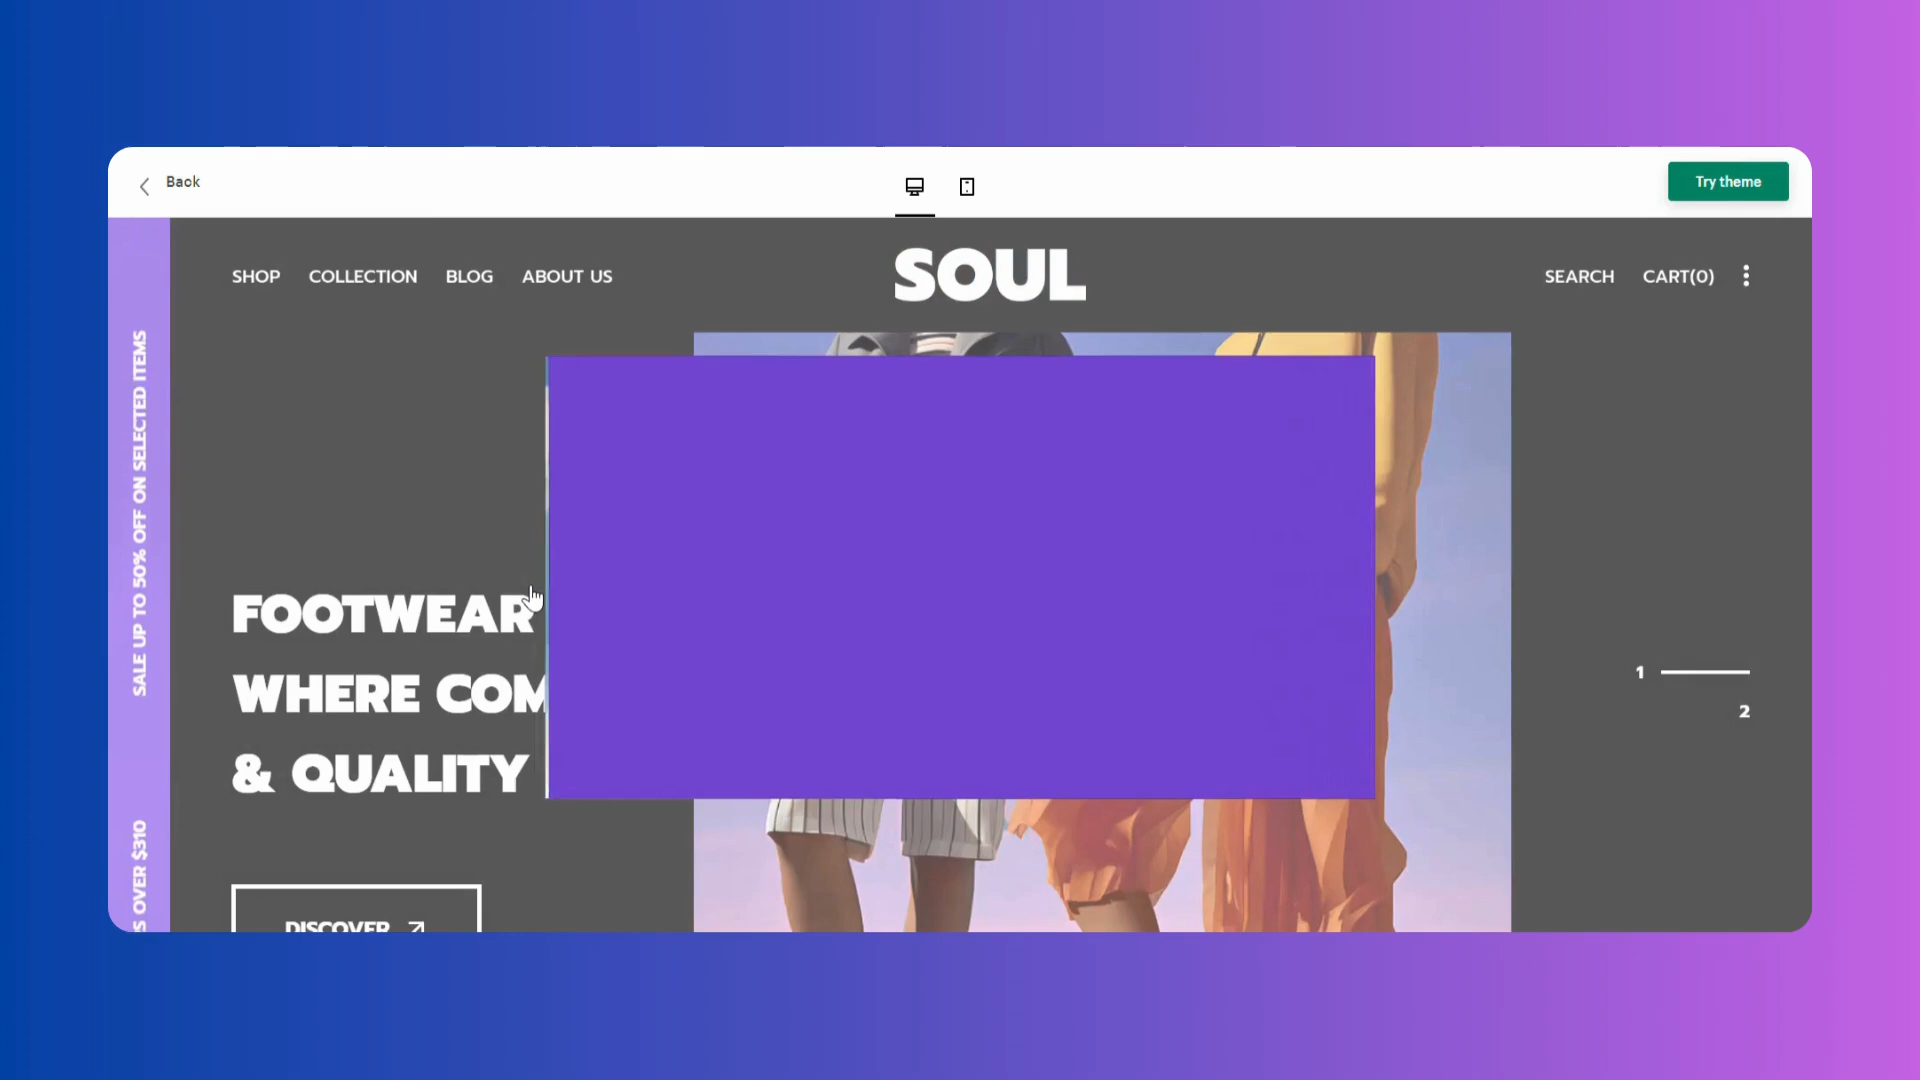 Back
Try theme
SHOP COLLECTION BLOG ABOUT US
SOUL
SEARCH CART(0)
SALE UP TO 50% OFF ON SELECTED ITEMS
OVER $310
FOOTWEAR
WHERE
& QUALITY
1
2
DISCOVER